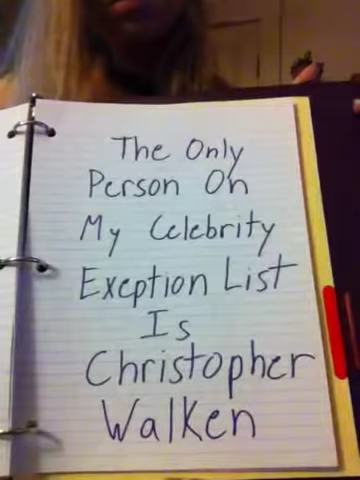 The Only
Person On
My Celebrity
Exeption List
Is
Christopher
Walken